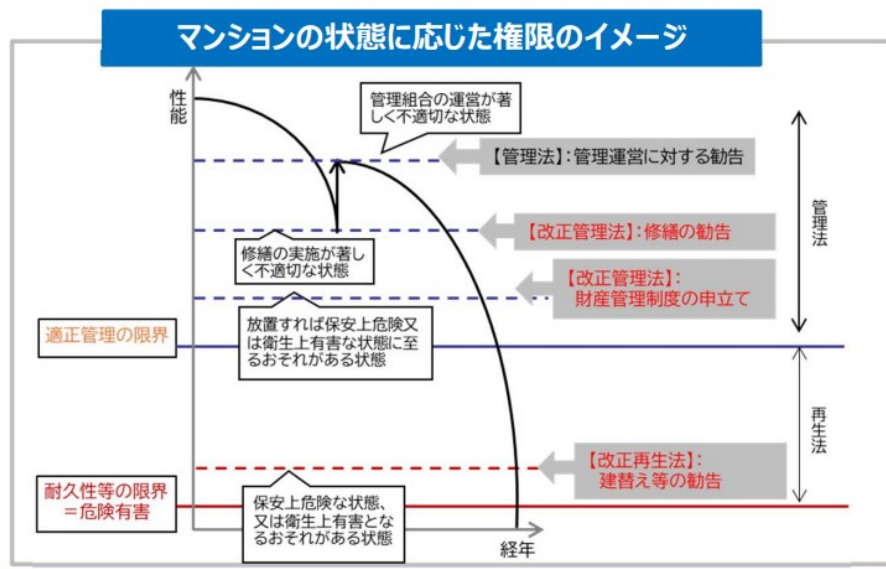 マンションの状態に応じた権限のイメージ
性能
管理組合の運営が著
しく不適切な状態
【管理法】:管理運営に対する勧告
管理法
【改正管理法】:修繕の勧告
修繕の実施が著し
く不適切な状態
【改正管理法】:
財産管理制度の申立て
放置すれば保安上危険又
は衛生上有害な状態に至
るおそれがある状態
適正管理の限界
再生法
【改正再生法】:
建替え等の勧告
耐久性等の限界
=危険有害
保安上危険な状態、
又は衛生上有害とな
るおそれがある状態
経年